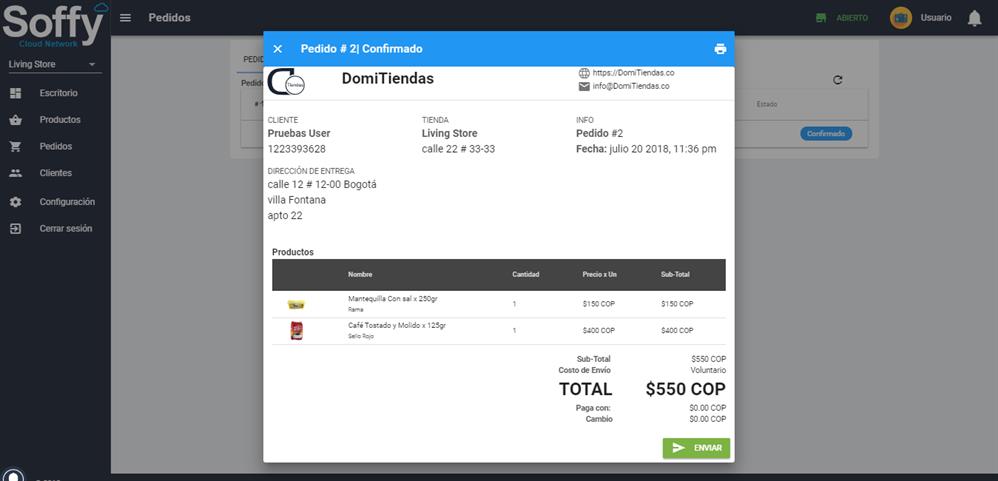 Soffy
Cloud Network
Pedidos
ABIERTO
Usuario
Living Store
Escritorio
Productos
Pedidos
Clientes
Configuración
Cerrar sesión
Estado
Confirmado
Pedido # 2| Confirmado
Tiendas
DomiTiendas
https://DomiTiendas.co
info@DomiTiendas.co
CLIENTE
Pruebas User
1223393628
TIENDA
Living Store
calle 22 # 33-33
INFO
Pedido #2
Fecha: julio 20 2018, 11:36 pm
DIRECCIÓN DE ENTREGA
calle 12 # 12-00 Bogotá
villa Fontana
apto 22
Productos
Nombre Cantidad Precio x Un Sub-Total
Mantequilla Con sal x 250gr 1 $150 COP $150 COP
Rama
Café Tostado y Molido x 125gr 1 $400 COP $400 COP
Sello Rojo
Sub-Total $550 COP
Costo de Envío Voluntario
TOTAL $550 COP
Paga con: $0.00 COP
Cambio $0.00 COP
ENVIAR